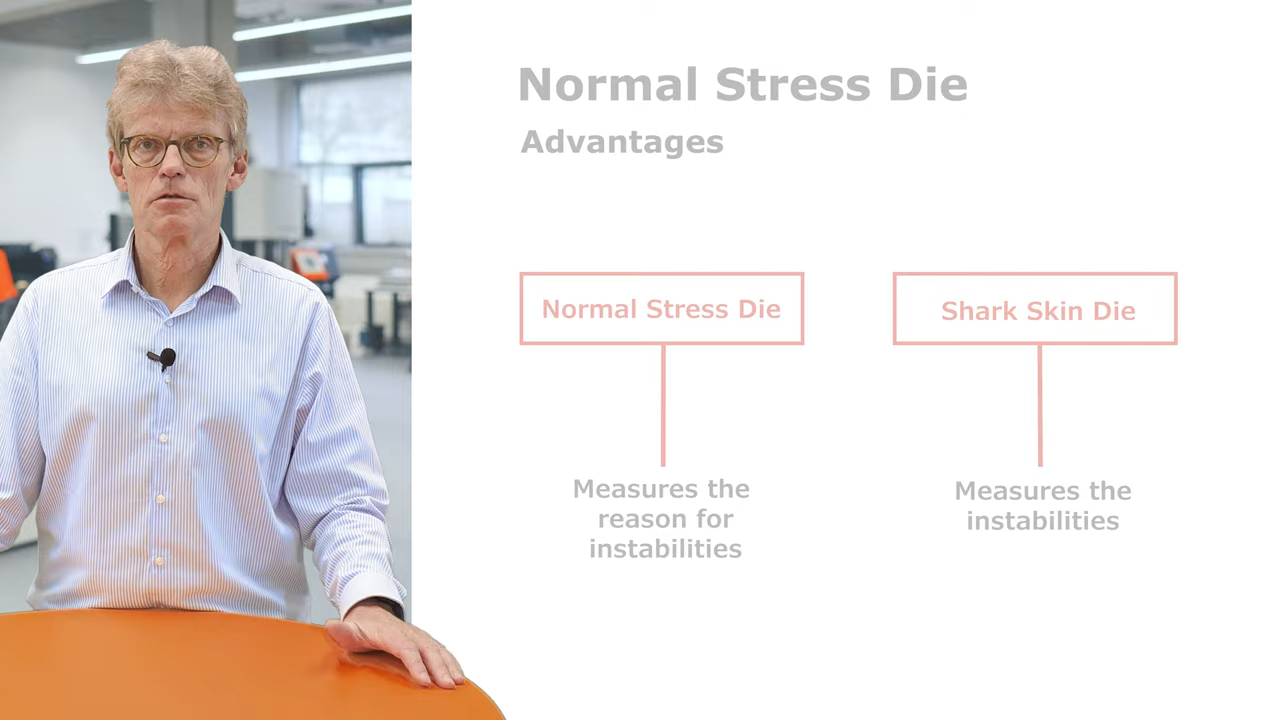 Normal Stress Die
Advantages
Normal Stress Die
Measures the
reason for
instabilities
Shark Skin Die
Measures the
instabilities